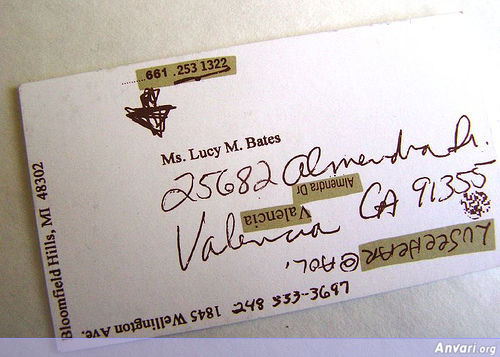 661 .253 1322
Ms. Lucy M. Bates
25682 Almendra Dr.
Almendra Dr
Valencia
Valencia CA 91355
LUSEEHEAR
@AOL,
1845 Wellington Ave.
248 333-3697
Bloomfield Hills, MI 48302
Anvari.org